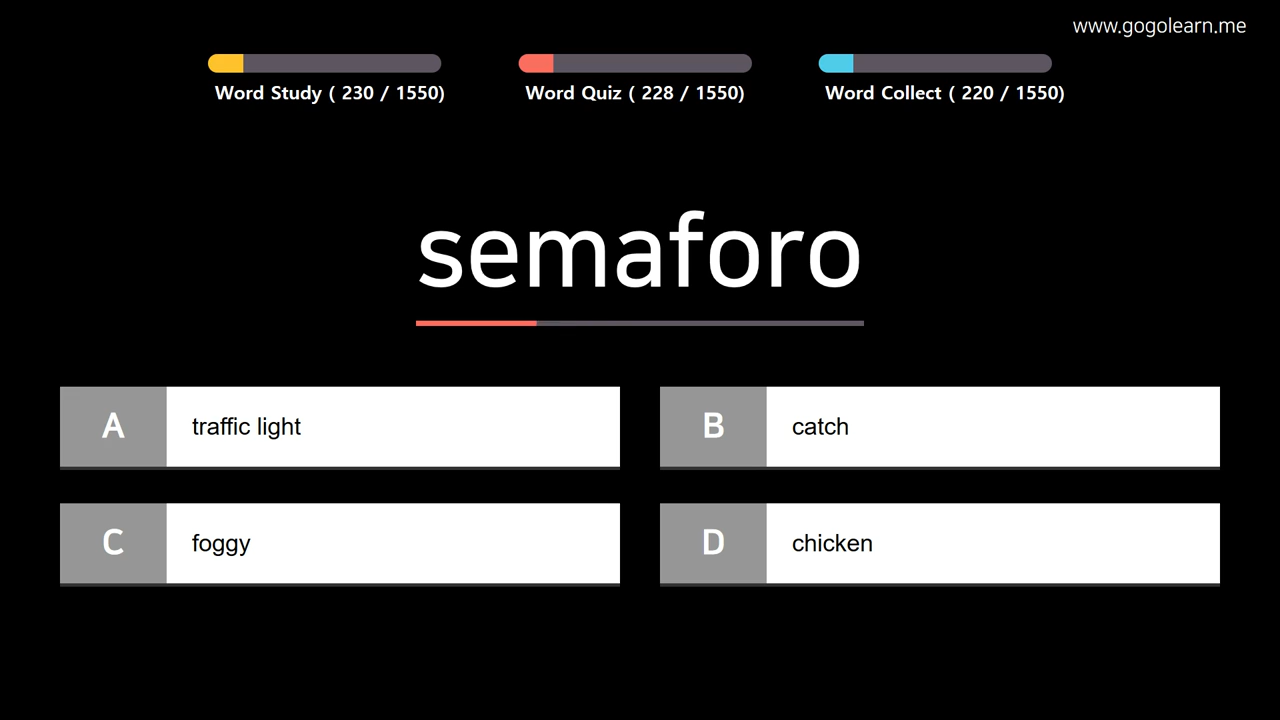 www.gogolearn.me
Word Study ( 230 / 1550)
Word Quiz ( 228 / 1550)
Word Collect ( 220 / 1550)
semaforo
A traffic light
B catch
C foggy
D chicken